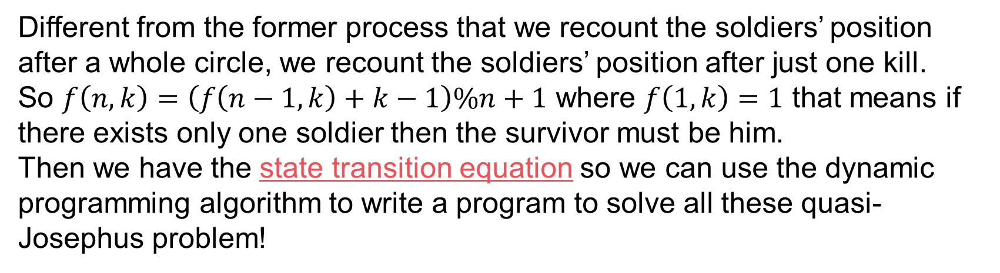 Different from the former process that we recount the soldiers’ position
after a whole circle, we recount the soldiers’ position after just one kill.
So 𝑓(𝑛, 𝑘) = (𝑓(𝑛 − 1, 𝑘) + 𝑘 − 1)%𝑛 + 1 where 𝑓(1, 𝑘) = 1 that means if
there exists only one soldier then the survivor must be him.
Then we have the state transition equation so we can use the dynamic
programming algorithm to write a program to solve all these quasi-
Josephus problem!